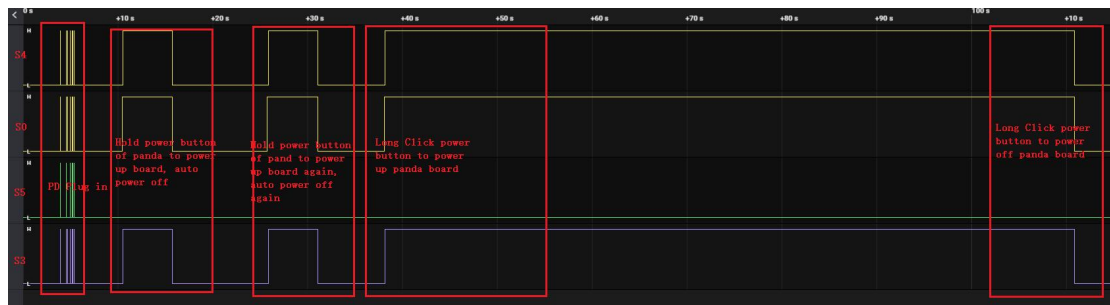 0 s
100 s
+10 s
+20 s
+30 s
+40 s
+50 s
+60 s
+70 s
+80 s
+90 s
+10 s
H
S4
L
H
S0
L
Hold power button
of panda to power
up board, auto
power off
Hold power button
of pand to power
up board again,
auto power off
again
Long Click power
button to power
up panda board
Long Click power
button to power
off panda board
H
PD Plug in
S5
L
H
S3
L